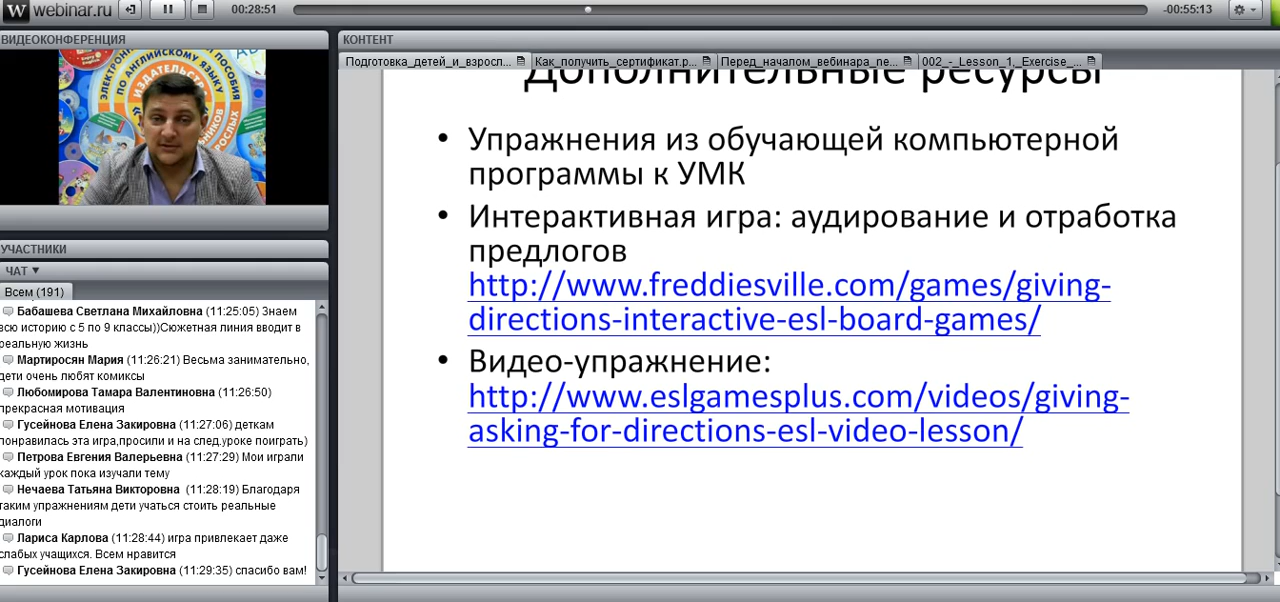 W webinar.ru 00:28:51 -00:55:13
ВИДЕОКОНФЕРЕНЦИЯ
ЭЛЕКТРОННЫЕ ПОСОБИЯ
ПО АНГЛИЙСКОМУ ЯЗЫКУ
ИЗДАТЕЛЬСТВО
УЧАСТНИКИ
ЧАТ
Всем (191)
Бабашева Светлана Михайловна (11:25:05) Знаем
всю историю с 5 по 9 классы))Сюжетная линия вводит в
реальную жизнь
Мартиросян Мария (11:26:21) Весьма занимательно,
дети очень любят комиксы
Любомирова Тамара Валентиновна (11:26:50)
прекрасная мотивация
Гусейнова Елена Закировна (11:27:06) деткам
понравилась эта игра,просили и на след.уроке поиграть)
Петрова Евгения Валерьевна (11:27:29) Мои играли
каждый урок пока изучали тему
Нечаева Татьяна Викторовна (11:28:19) Благодаря
таким упражнениям дети учаться стоить реальные
диалоги
Лариса Карлова (11:28:44) игра привлекает даже
слабых учащихся. Всем нравится
Гусейнова Елена Закировна (11:29:35) спасибо вам!
КОНТЕНТ
Подготовка_детей_и_взросл... Как_получить_сертификат.p... Перед_началом_вебинара_ne... 002_-_Lesson_1,_Exercise_...
Дополнительные ресурсы
• Упражнения из обучающей компьютерной
программы к УМК
• Интерактивная игра: аудирование и отработка
предлогов
http://www.freddiesville.com/games/giving-
directions-interactive-esl-board-games/
• Видео-упражнение:
http://www.eslgamesplus.com/videos/giving-
asking-for-directions-esl-video-lesson/